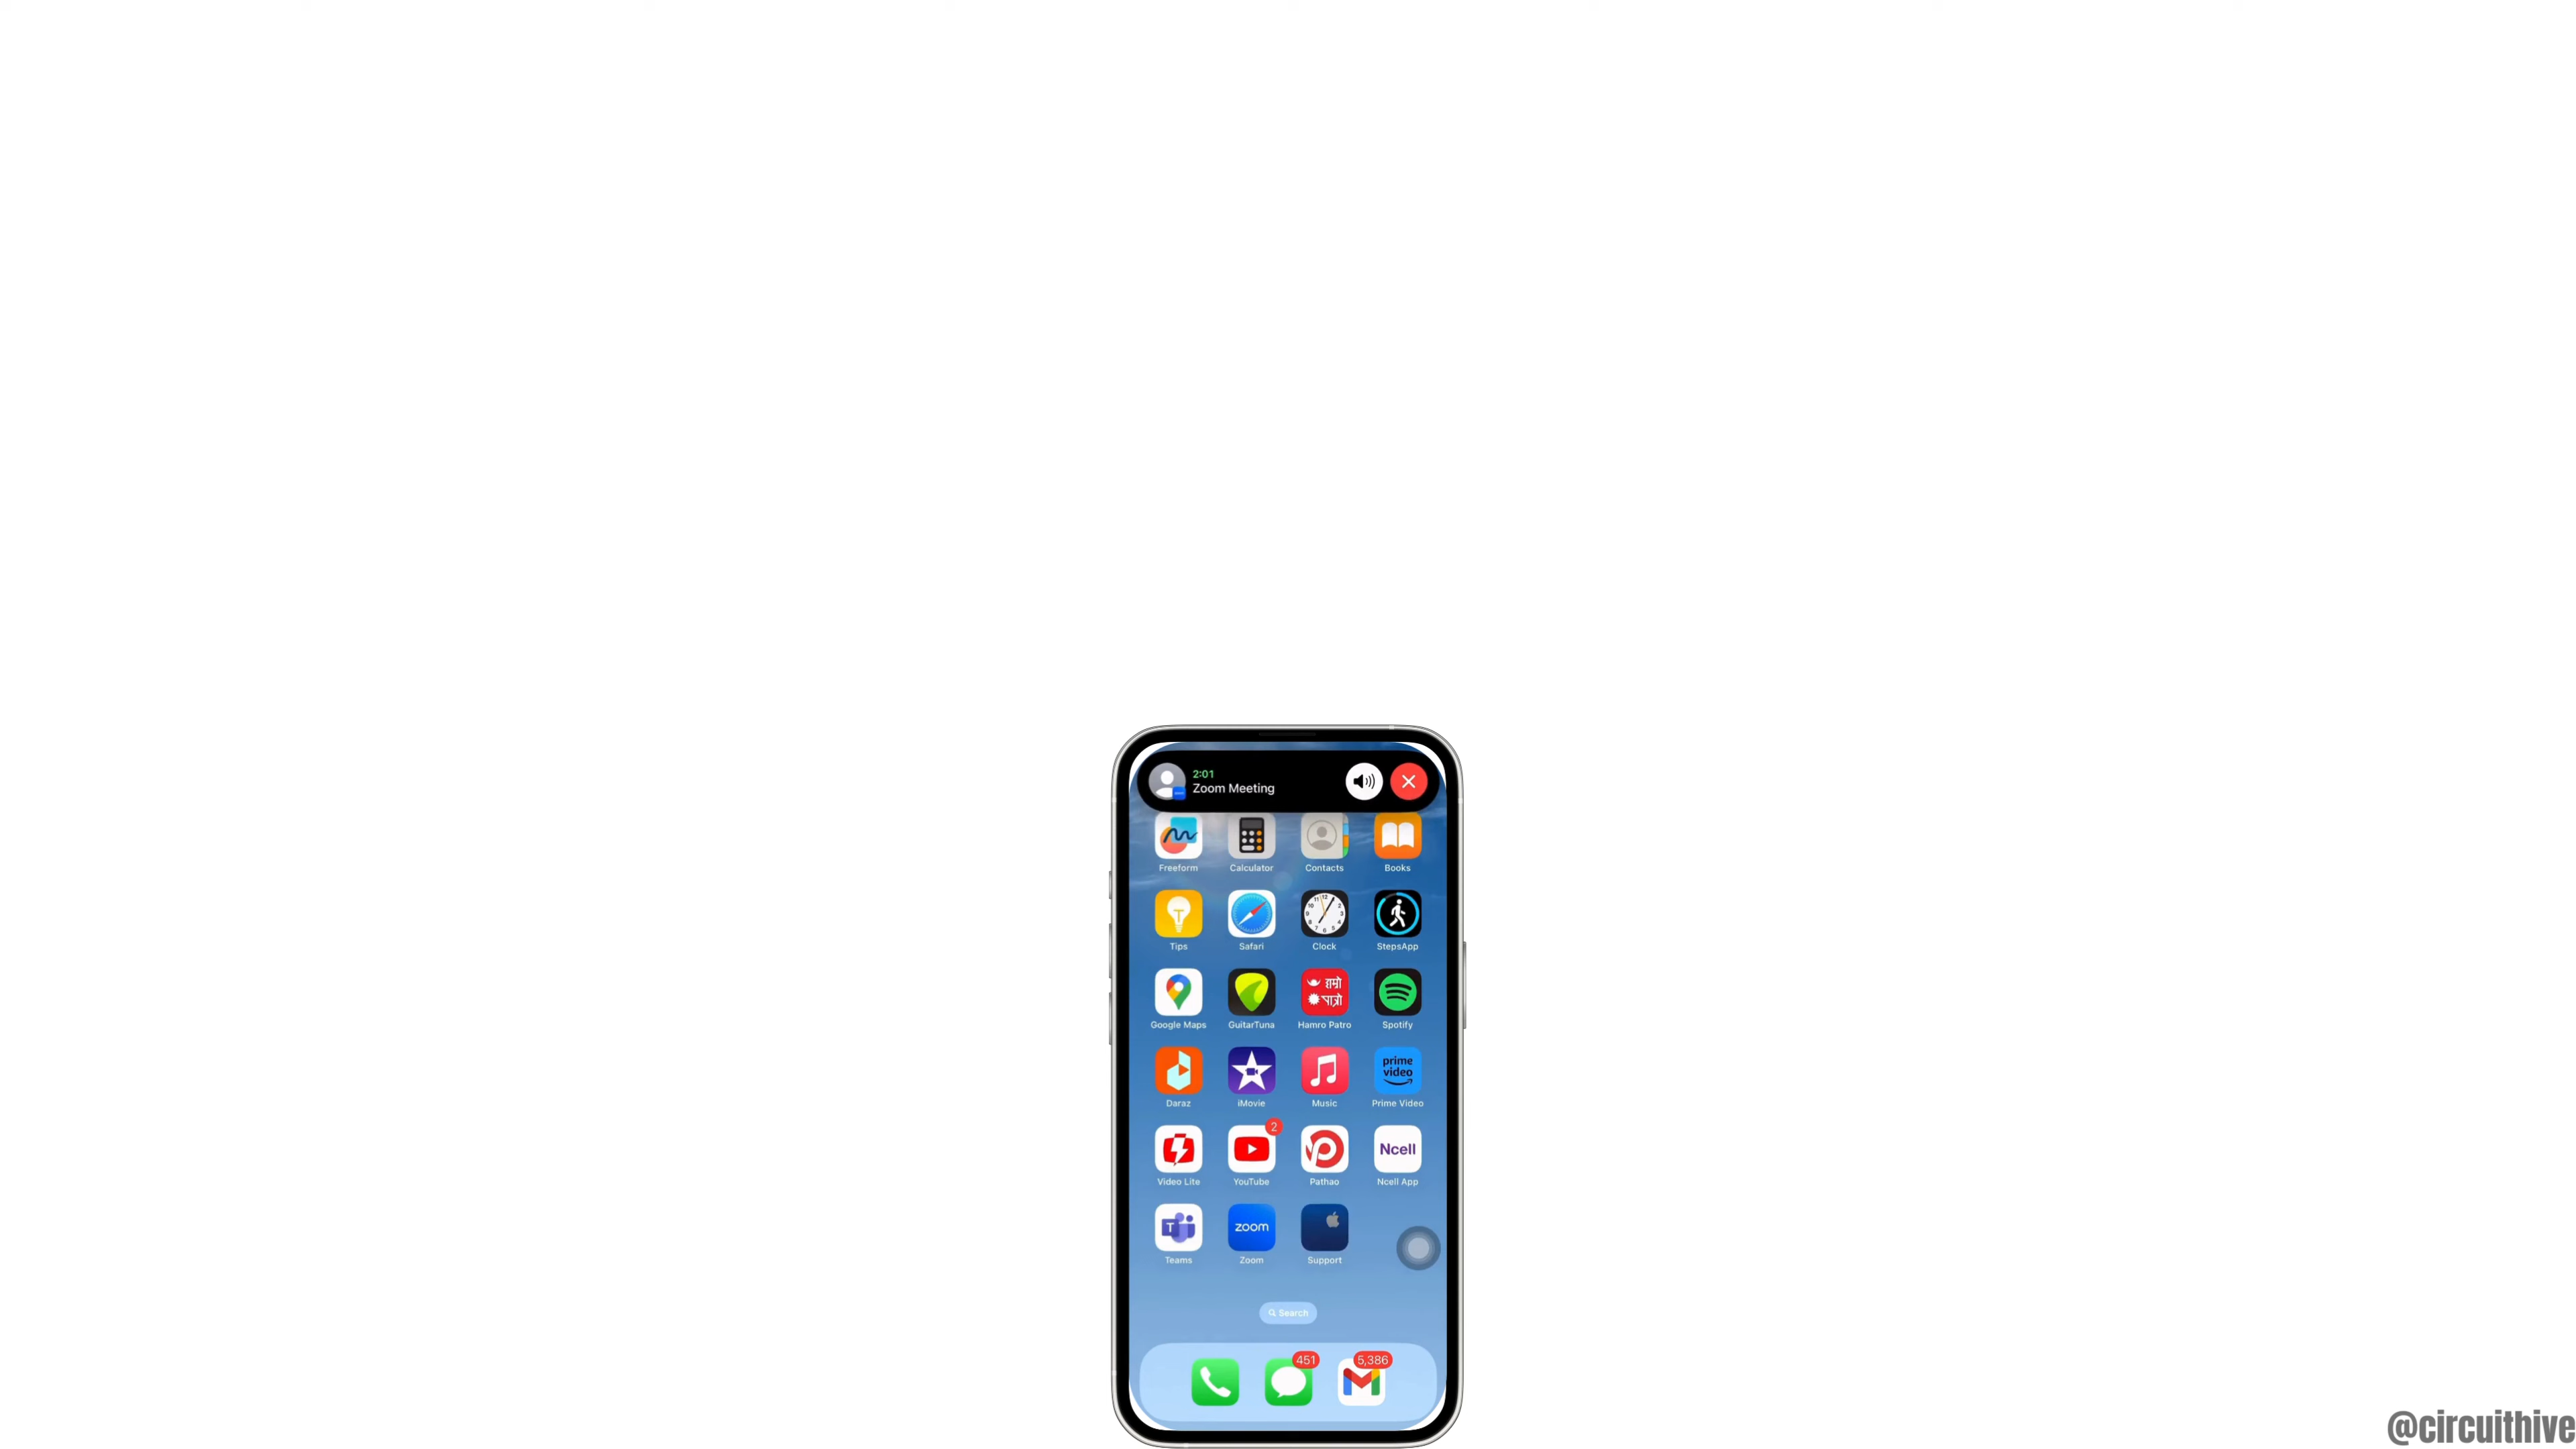 2:01
Zoom Meeting
Freeform Calculator Contacts Books
Tips Safari Clock StepsApp
हाम्रो
पात्रो
Google Maps GuitarTuna Hamro Patro Spotify
prime
video
Daraz iMovie Music Prime Video
2
Ncell
Video Lite YouTube Pathao Ncell App
zoom
Teams Zoom Support
Search
451 5,386
@circuithive